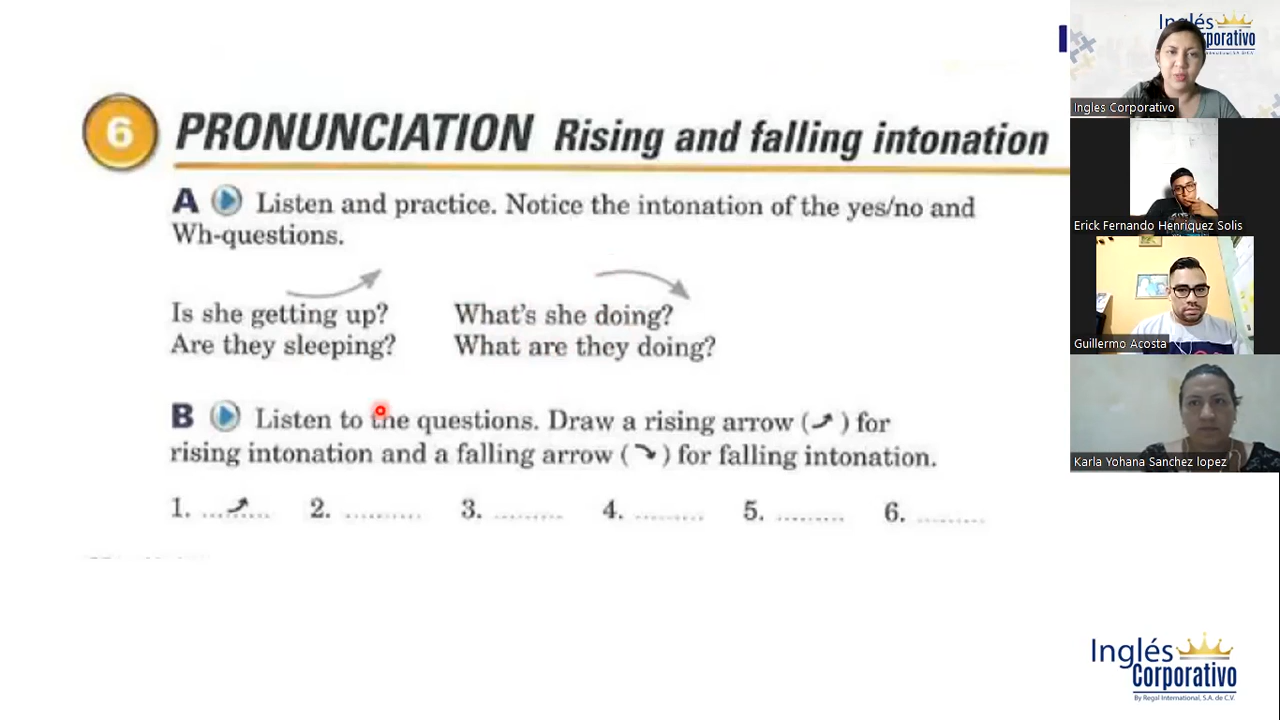 6 PRONUNCIATION Rising and falling intonation
A Listen and practice. Notice the intonation of the yes/no and
Wh-questions.
Is she getting up? What's she doing?
Are they sleeping? What are they doing?
B Listen to the questions. Draw a rising arrow ( ) for
rising intonation and a falling arrow ( ) for falling intonation.
1. 2. 3. 4. 5. 6.
Inglés
Corporativo
By Regal International, S.A. de C.V.
Inglés
porativo
Ingles Corporativo
Erick Fernando Henriquez Solis
Guillermo Acosta
Karla Yohana Sanchez lopez